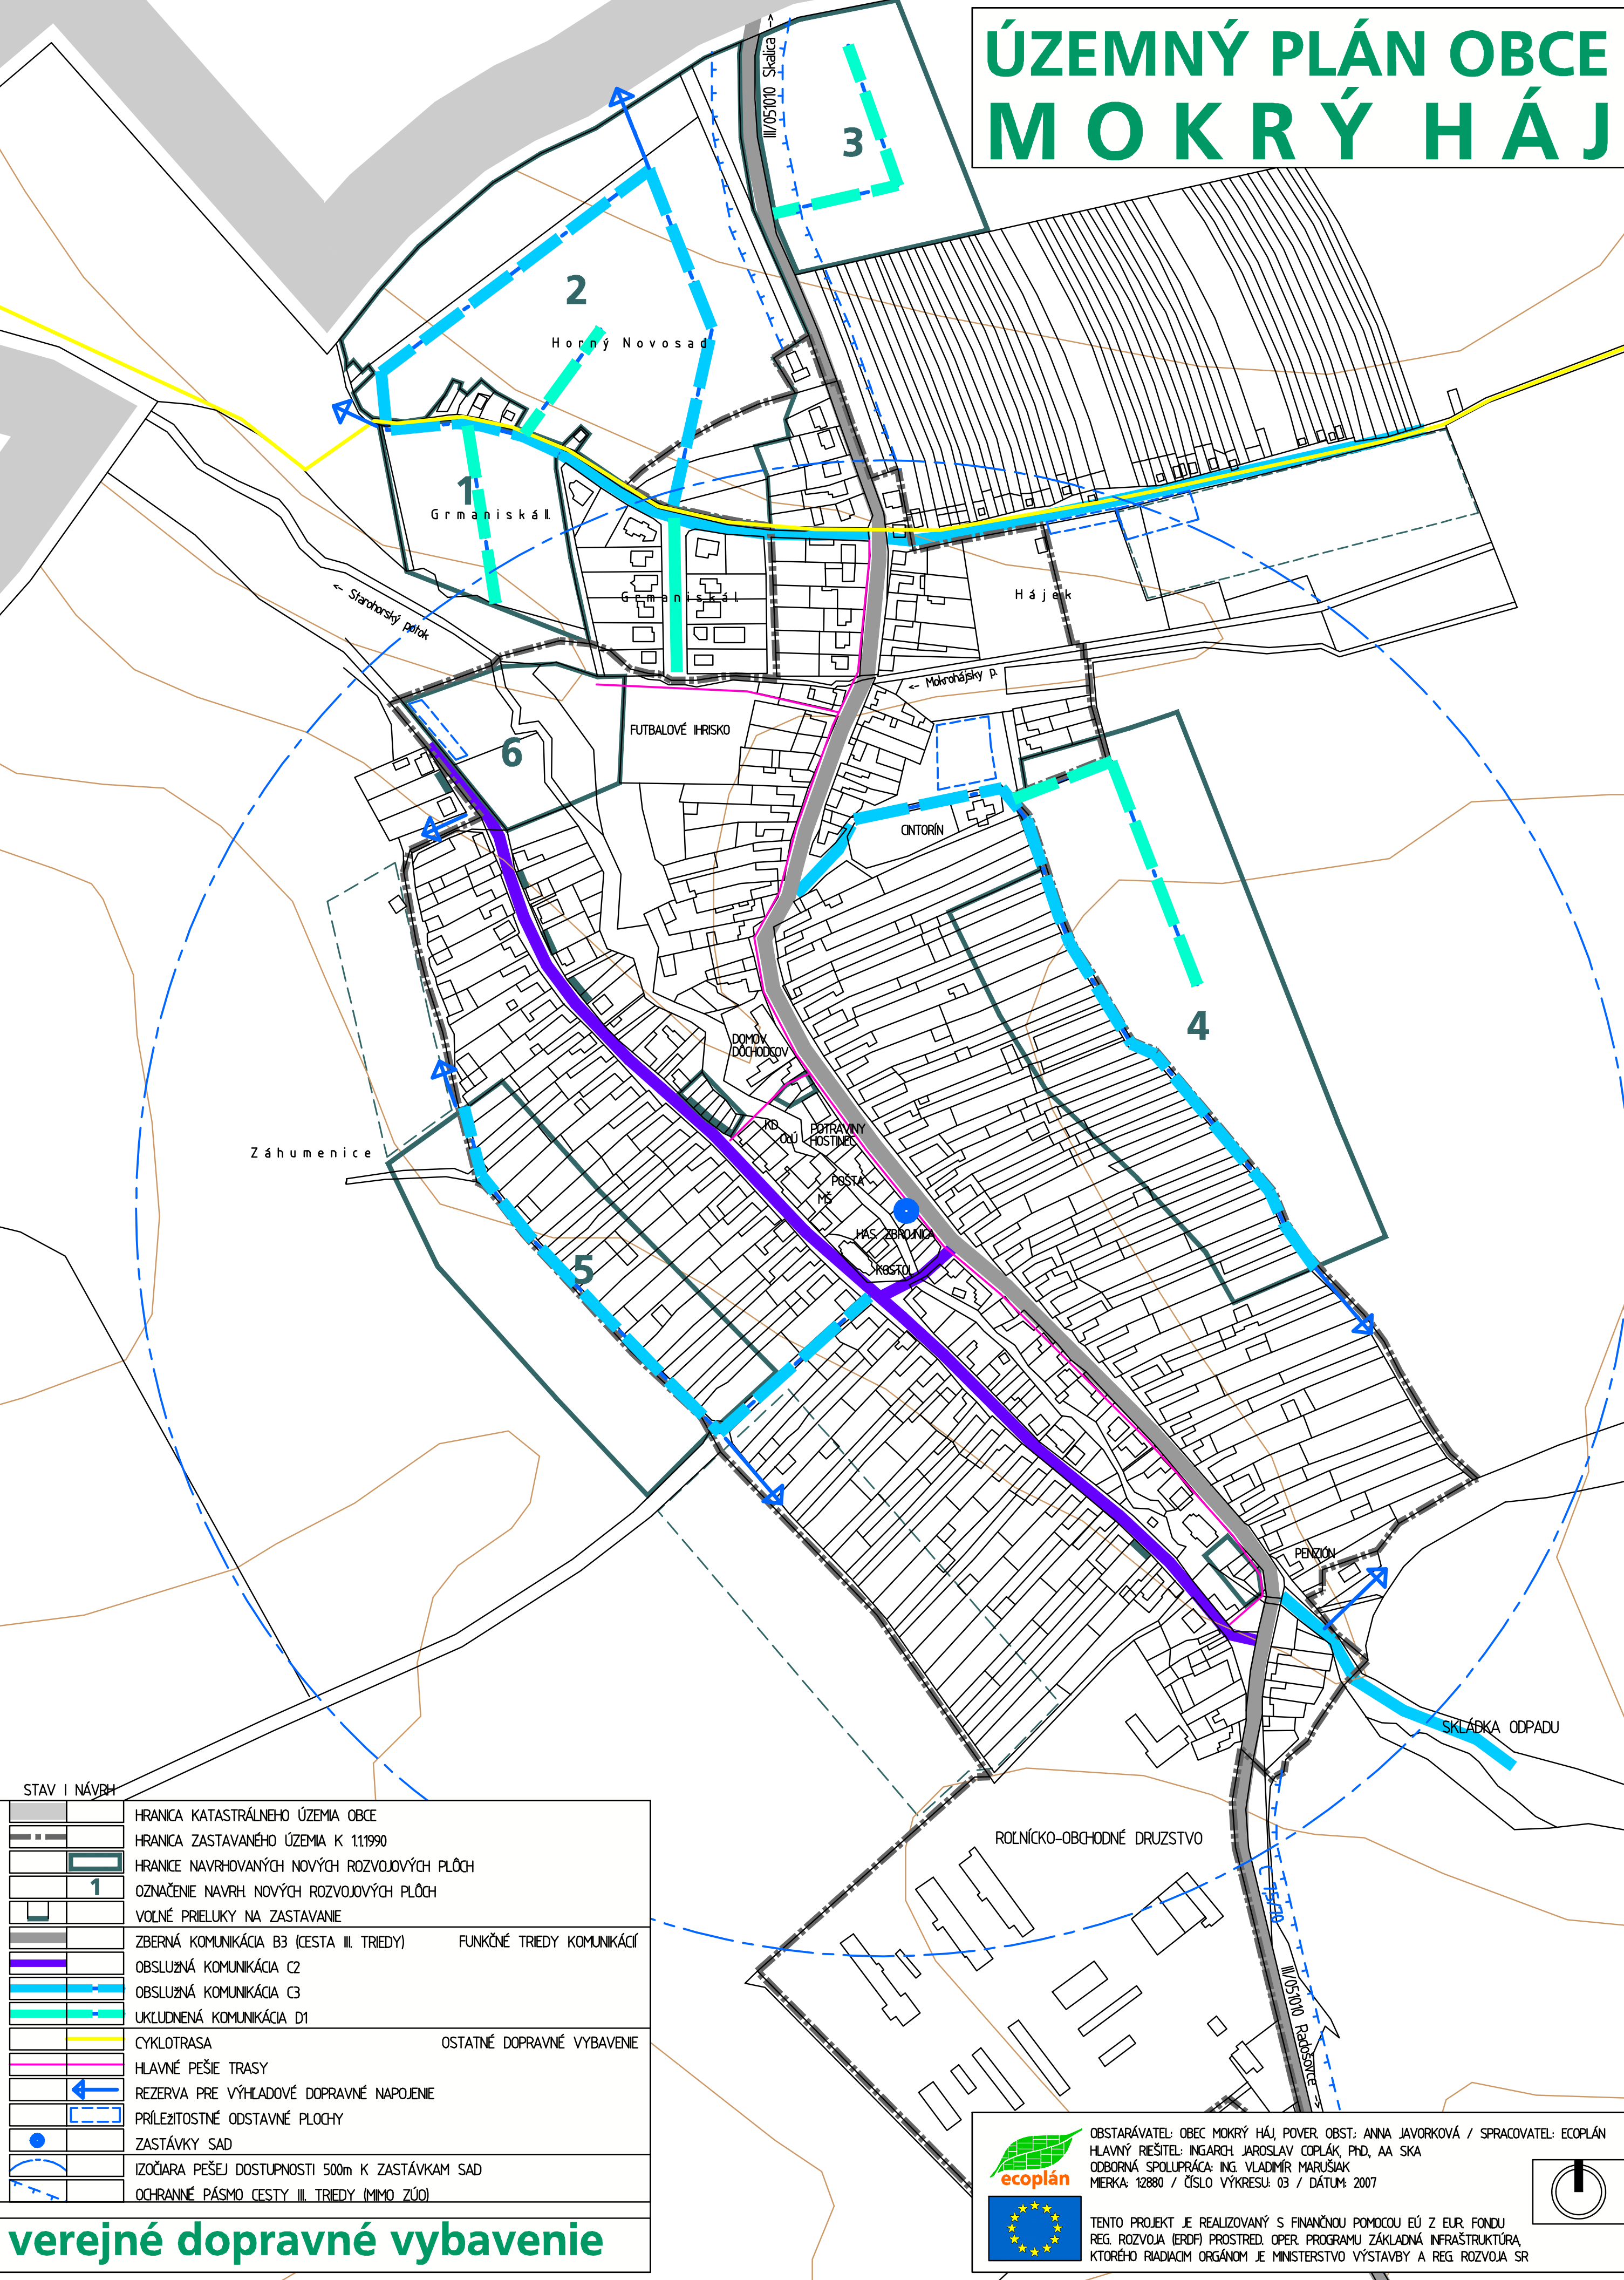 ÚZEMNÝ PLÁN OBCE
MOKRÝ HÁJ
III/051010 Skalica ->
3
2
Horný Novosad
1
Grmaniská II.
Grmaniská I.
Hájek
<- Starohorský potok
<- Mokrohájsky p.
6
FUTBALOVÉ IHRISKO
CINTORÍN
4
DOMOV
DÔCHODCOV
KD
OcÚ
POTRAVINY
HOSTINEC
Záhumenice
POŠTA
MŠ
HAS. ZBROJNICA
KOSTOL
5
PENZIÓN
SKLÁDKA ODPADU
ROĽNÍCKO-OBCHODNÉ DRUZSTVO
III/051010 Radošovce ->
STAV I NÁVRH
HRANICA KATASTRÁLNEHO ÚZEMIA OBCE
HRANICA ZASTAVANÉHO ÚZEMIA K 1.1.1990
HRANICE NAVRHOVANÝCH NOVÝCH ROZVOJOVÝCH PLÔCH
1 OZNAČENIE NAVRH. NOVÝCH ROZVOJOVÝCH PLÔCH
VOĽNÉ PRIELUKY NA ZASTAVANIE
ZBERNÁ KOMUNIKÁCIA B3 (CESTA III. TRIEDY) FUNKČNÉ TRIEDY KOMUNIKÁCIÍ
OBSLUžNÁ KOMUNIKÁCIA C2
OBSLUžNÁ KOMUNIKÁCIA C3
UKĽUDNENÁ KOMUNIKÁCIA D1
CYKLOTRASA OSTATNÉ DOPRAVNÉ VYBAVENIE
HLAVNÉ PEŠIE TRASY
REZERVA PRE VÝHĽADOVÉ DOPRAVNÉ NAPOJENIE
PRÍLEžITOSTNÉ ODSTAVNÉ PLOCHY
ZASTÁVKY SAD
IZOČIARA PEŠEJ DOSTUPNOSTI 500m K ZASTÁVKAM SAD
OCHRANNÉ PÁSMO CESTY III. TRIEDY (MIMO ZÚO)
verejné dopravné vybavenie
ecoplán
OBSTARÁVATEĽ: OBEC MOKRÝ HÁJ, POVER. OBST.: ANNA JAVORKOVÁ / SPRACOVATEĽ: ECOPLÁN
HLAVNÝ RIEŠITEĽ: ING.ARCH. JAROSLAV COPLÁK, PhD., AA SKA
ODBORNÁ SPOLUPRÁCA: ING. VLADIMÍR MARUŠIAK
MIERKA: 1:2880 / ČÍSLO VÝKRESU: 03 / DÁTUM: 2007
TENTO PROJEKT JE REALIZOVANÝ S FINANČNOU POMOCOU EÚ Z EUR. FONDU
REG. ROZVOJA (ERDF) PROSTRED. OPER. PROGRAMU ZÁKLADNÁ INFRAŠTRUKTÚRA,
KTORÉHO RIADIACIM ORGÁNOM JE MINISTERSTVO VÝSTAVBY A REG. ROZVOJA SR